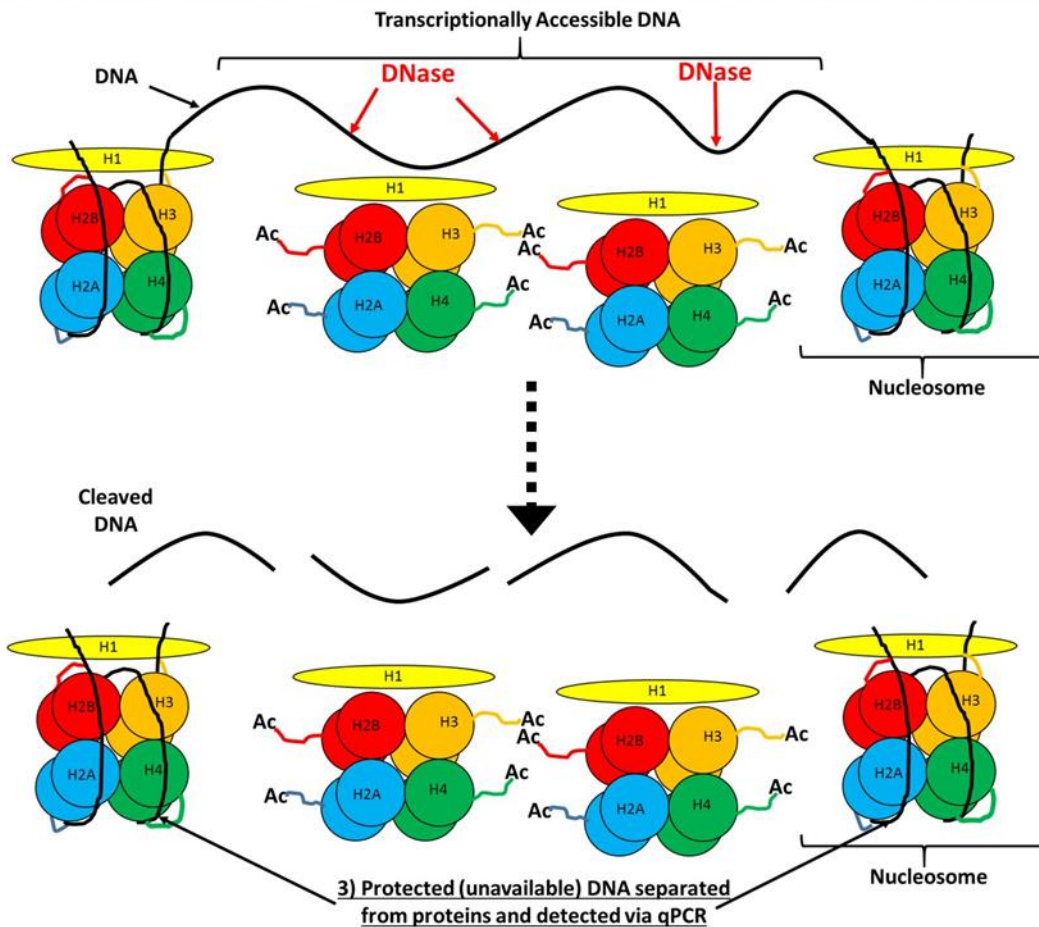 Transcriptionally Accessible DNA
DNA
DNase
DNase
H1
H1
H1
H1
H2B
H3
H2A
H4
Ac
H2B
H3
Ac
Ac
Ac
H2A
H4
Ac
H2B
H3
Ac
Ac
H2A
H4
Ac
H2B
H3
H2A
H4
Nucleosome
Cleaved
DNA
H1
H1
H1
H1
H2B
H3
H2A
H4
Ac
H2B
H3
Ac
Ac
Ac
H2A
H4
Ac
H2B
H3
Ac
Ac
H2A
H4
Ac
H2B
H3
H2A
H4
3) Protected (unavailable) DNA separated
from proteins and detected via qPCR
Nucleosome